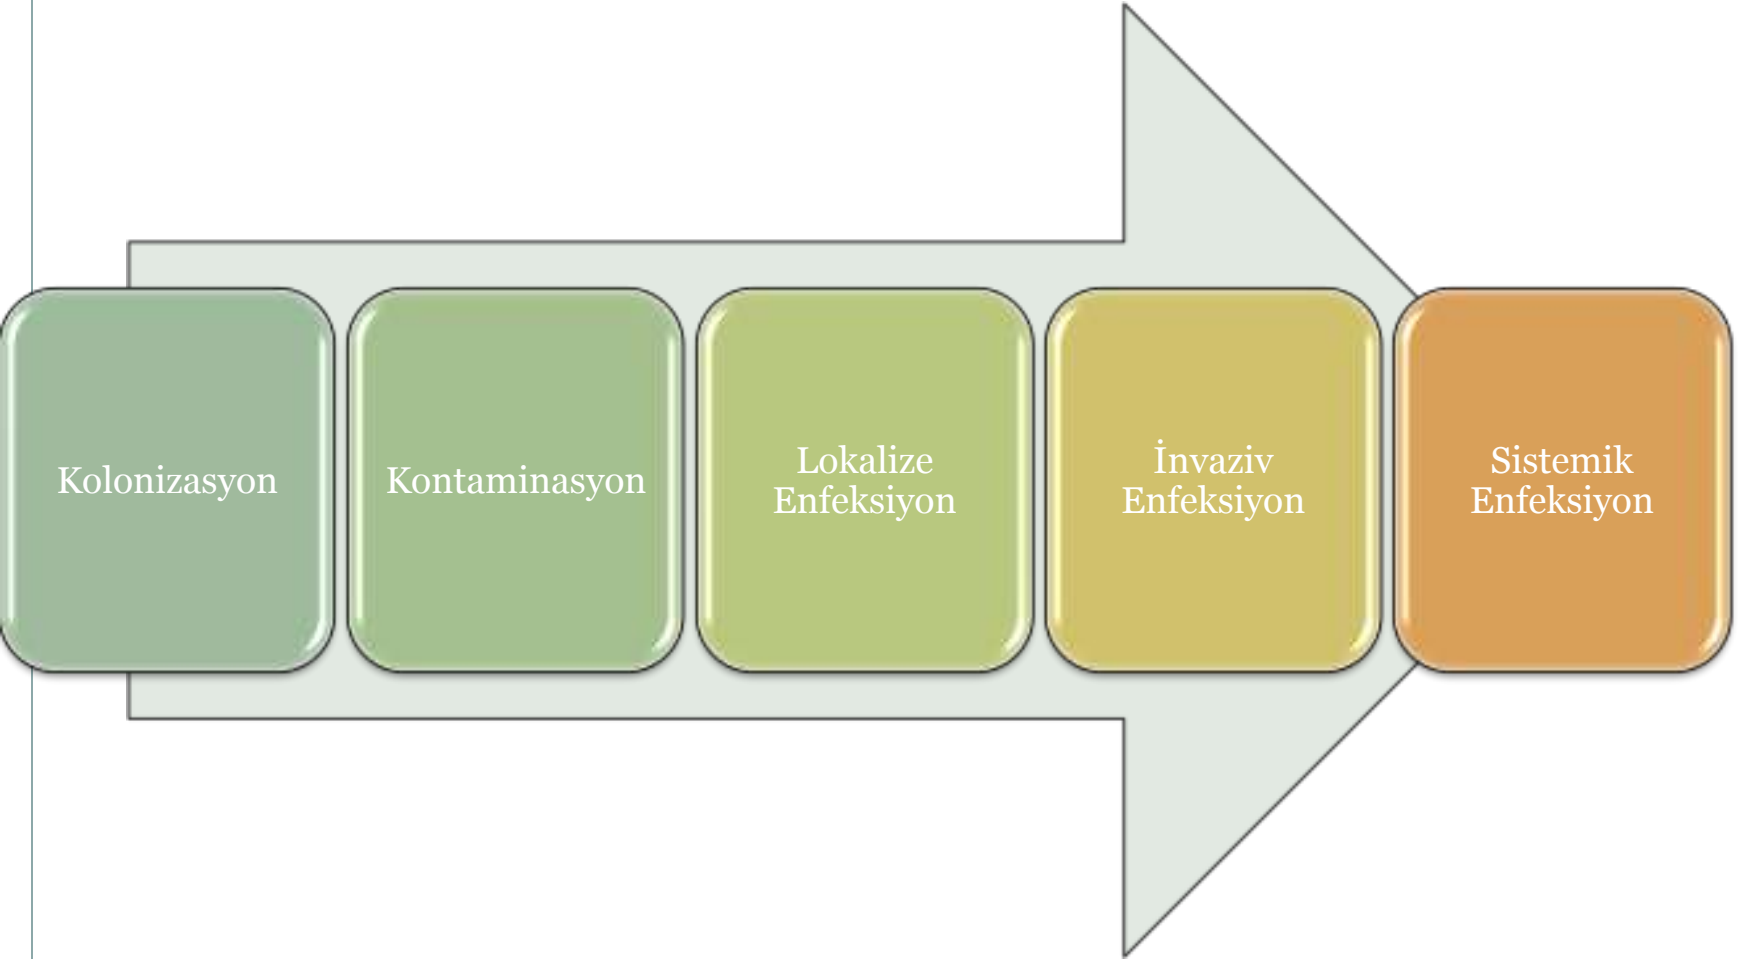 Kolonizasyon
Kontaminasyon
Lokalize
Enfeksiyon
İnvaziv
Enfeksiyon
Sistemik
Enfeksiyon